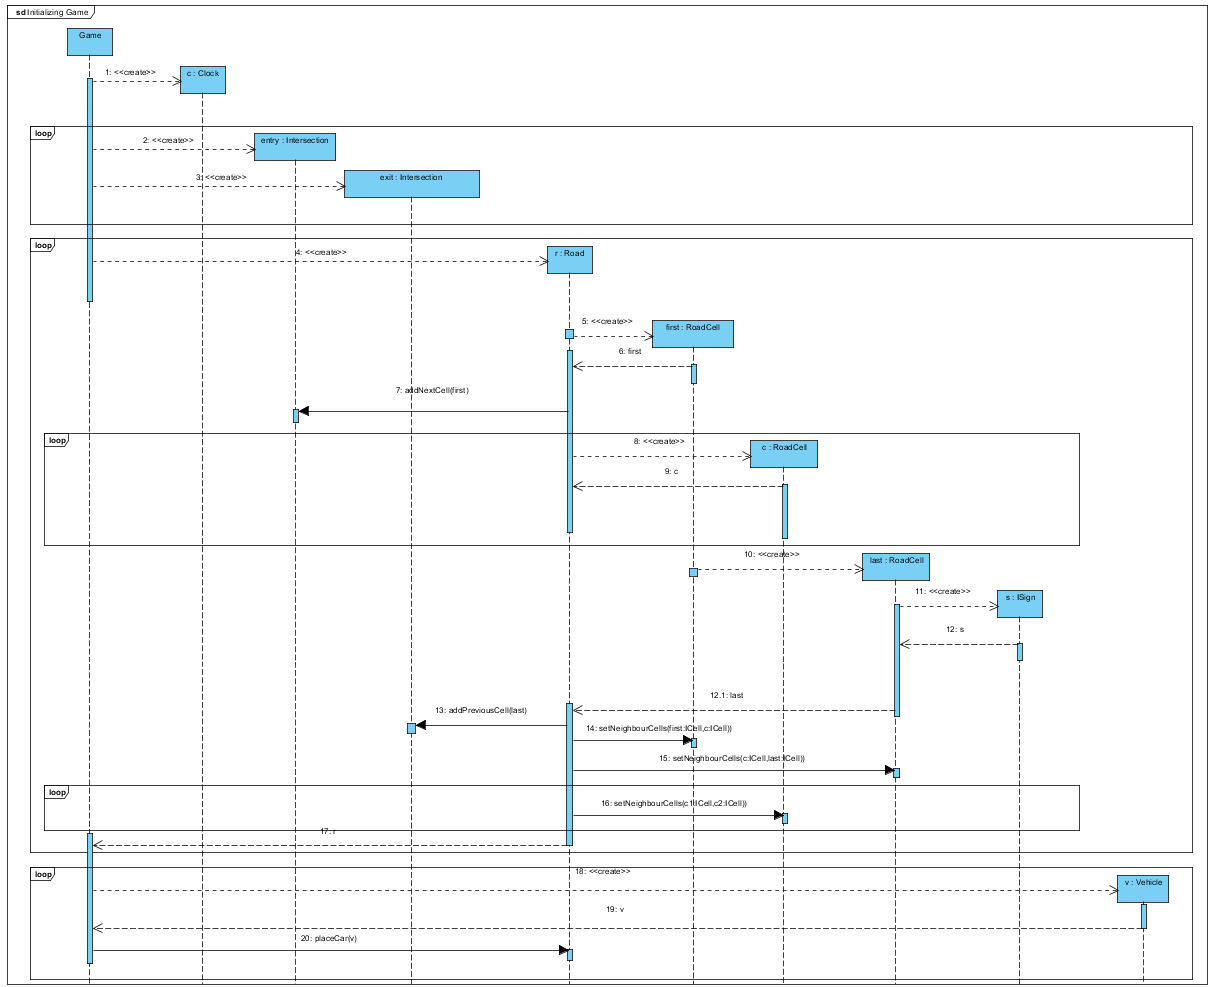 sd Initializing Game
Game
1: <<create>>
c : Clock
loop
2: <<create>>
entry : Intersection
3: <<create>>
exit : Intersection
loop
4: <<create>>
r : Road
5: <<create>>
first : RoadCell
6: first
7: addNextCell(first)
loop
8: <<create>>
c : RoadCell
9: c
10: <<create>>
last : RoadCell
11: <<create>>
s : ISign
12: s
12.1: last
13: addPreviousCell(last)
14: setNeighbourCells(first:ICell,c:ICell))
15: setNeighbourCells(c:ICell,last:ICell))
loop
16: setNeighbourCells(c1:ICell,c2:ICell))
17: r
loop
18: <<create>>
v : Vehicle
19: v
20: placeCar(v)